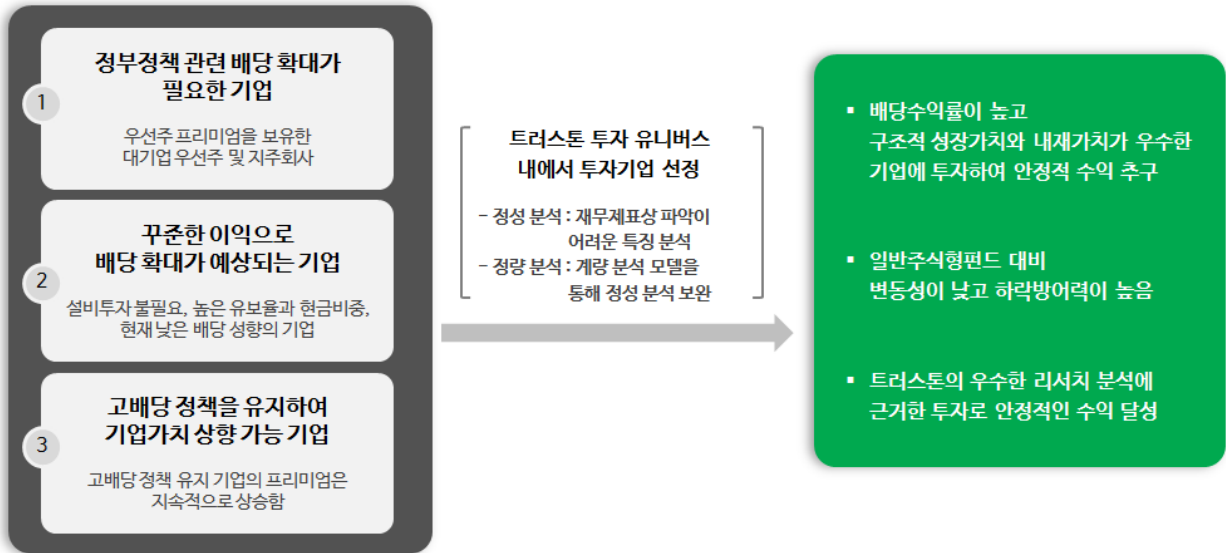 1
정부정책 관련 배당 확대가
필요한 기업
우선주 프리미엄을 보유한
대기업 우선주 및 지주회사
2
꾸준한 이익으로
배당 확대가 예상되는 기업
설비투자 불필요, 높은 유보율과 현금비중,
현재 낮은 배당 성향의 기업
3
고배당 정책을 유지하여
기업가치 상향 가능 기업
고배당 정책 유지 기업의 프리미엄은
지속적으로 상승함
트러스톤 투자 유니버스
내에서 투자기업 선정
- 정성 분석 : 재무제표상 파악이
어려운 특징 분석
- 정량 분석 : 계량 분석 모델을
통해 정성 분석 보완
▪ 배당수익률이 높고
구조적 성장가치와 내재가치가 우수한
기업에 투자하여 안정적 수익 추구
▪ 일반주식형펀드 대비
변동성이 낮고 하락방어력이 높음
▪ 트러스톤의 우수한 리서치 분석에
근거한 투자로 안정적인 수익 달성